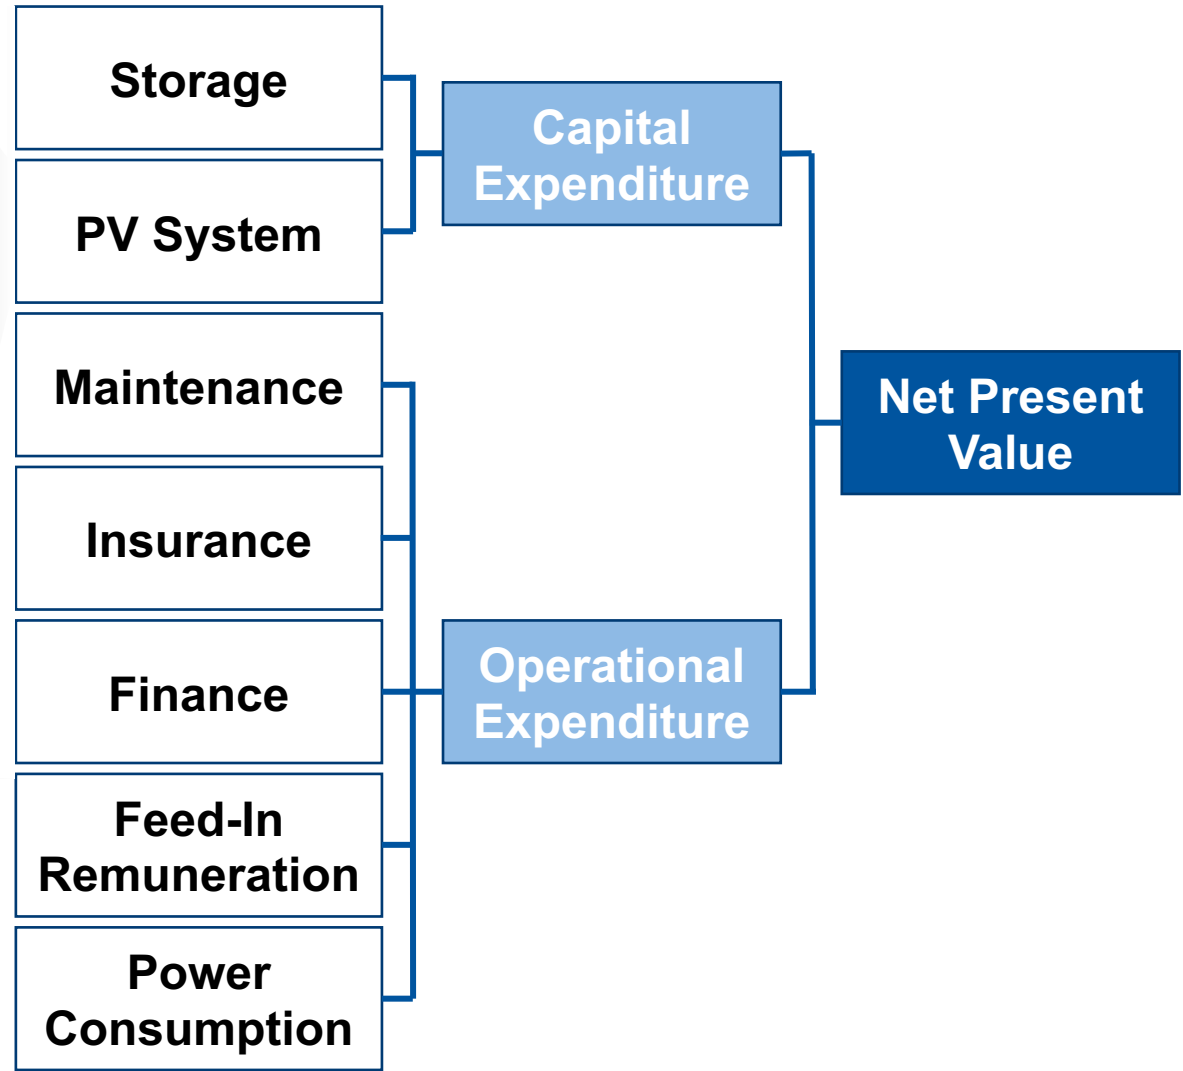 Storage
PV System
Maintenance
Insurance
Finance
Feed-In
Remuneration
Power
Consumption
Capital
Expenditure
Operational
Expenditure
Net Present
Value